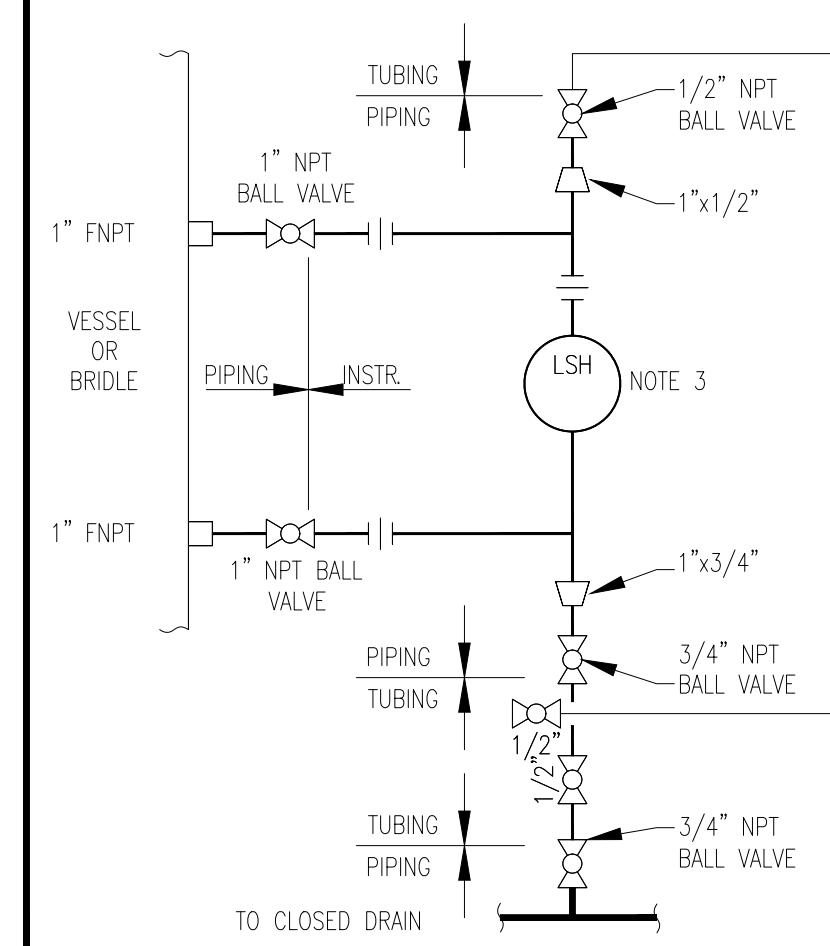 TUBING
PIPING
1/2" NPT
BALL VALVE
1" NPT
BALL VALVE
1"x1/2"
1" FNPT
VESSEL
OR
BRIDLE
PIPING
INSTR.
LSH
NOTE 3
1" FNPT
1" NPT BALL
VALVE
1"x3/4"
PIPING
TUBING
3/4" NPT
BALL VALVE
1/2"
1/2"
TUBING
PIPING
3/4" NPT
BALL VALVE
TO CLOSED DRAIN